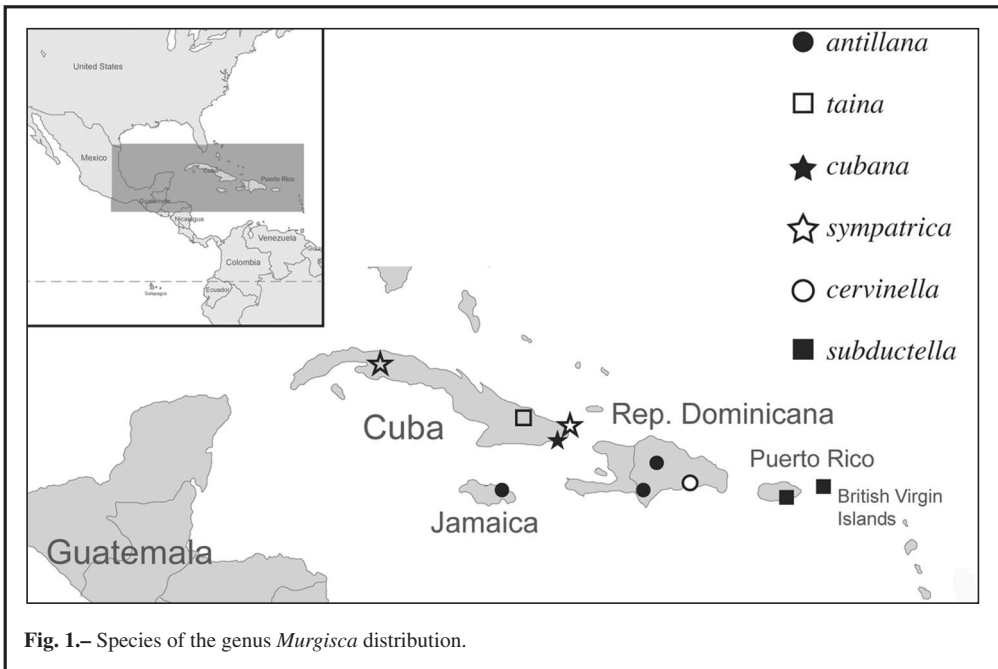 United States
Mexico
Cuba
Puerto Rico
Guatemala
Nicaragua
Venezuela
Colombia
Ecuador
Galapagos
antillana
taina
cubana
sympatrica
cervinella
subductella
Cuba
Rep. Dominicana
Puerto Rico
British Virgin
Islands
Jamaica
Guatemala
Fig. 1.– Species of the genus Murgisca distribution.